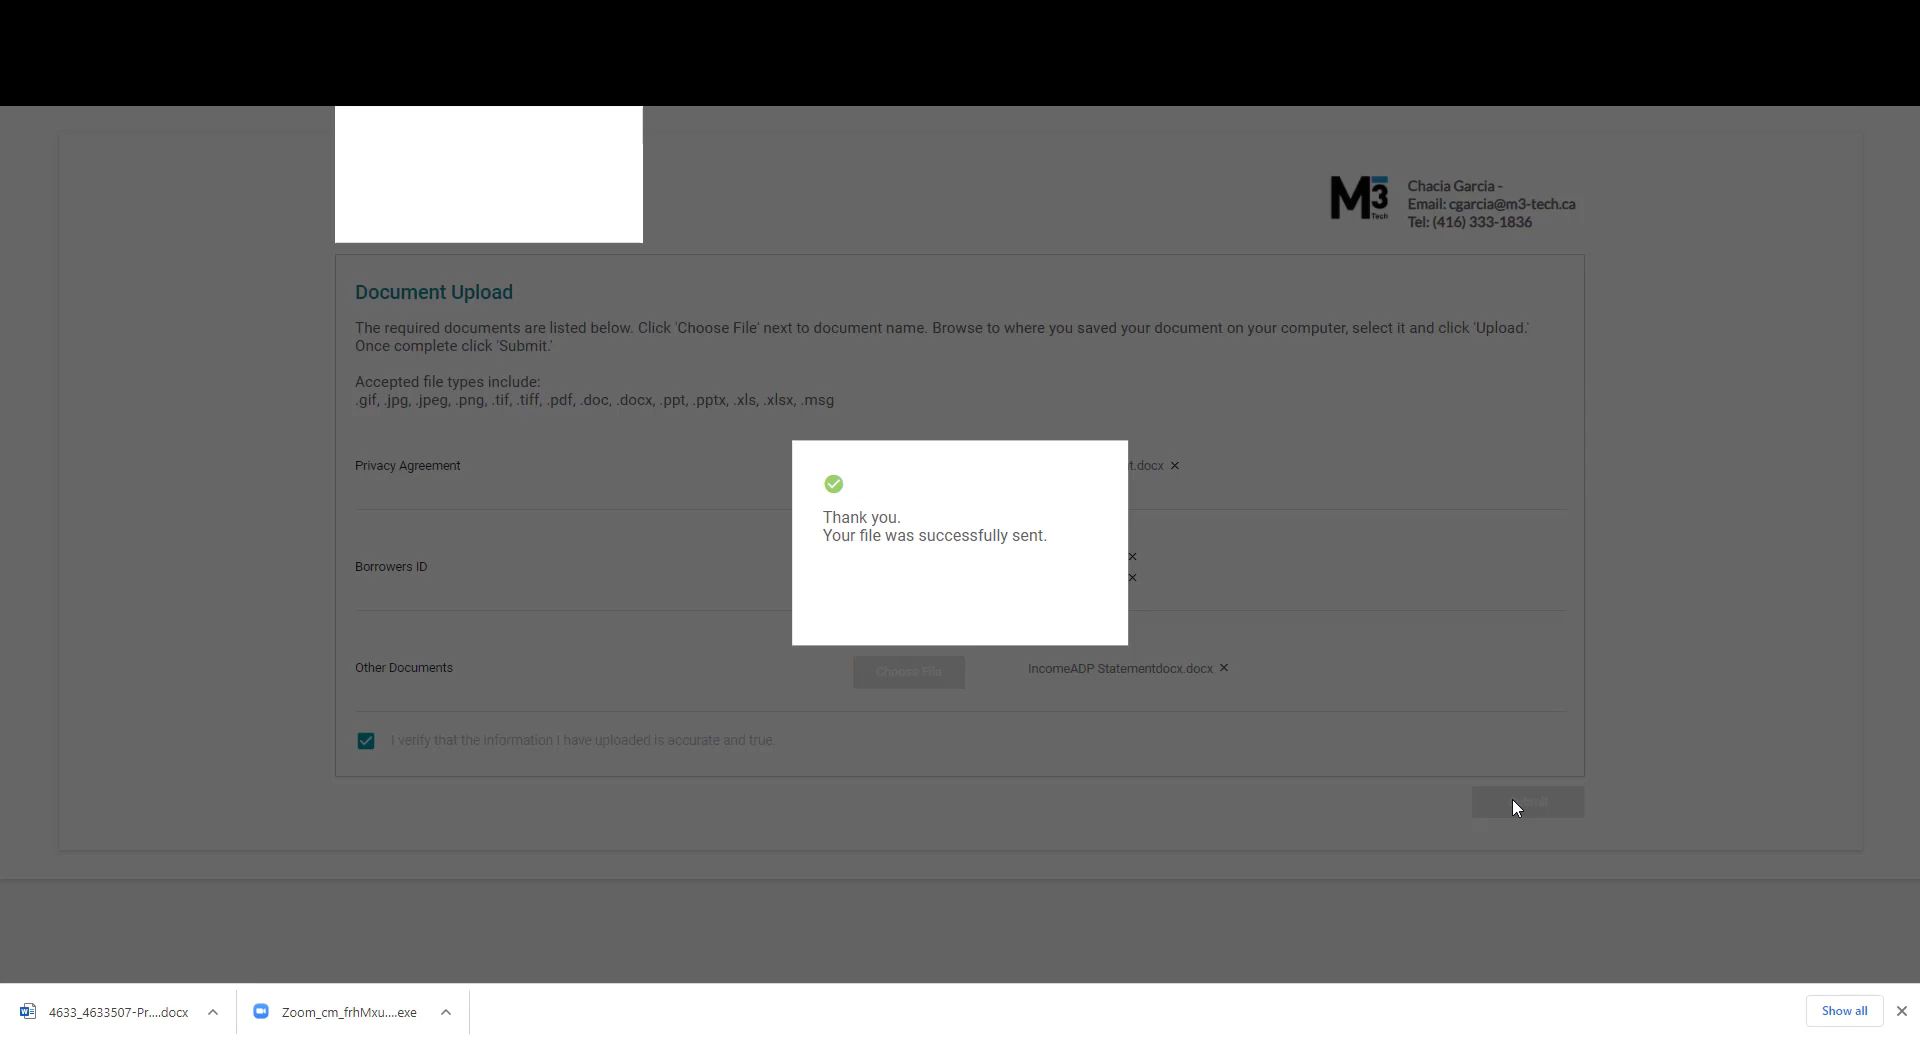 M3
Tech
Chacia Garcia -
Email: cgarcia@m3-tech.ca
Tel: (416) 333-1836
Document Upload
The required documents are listed below. Click 'Choose File' next to document name. Browse to where you saved your document on your computer, select it and click 'Upload.'
Once complete click 'Submit.'
Accepted file types include:
.gif, .jpg, .jpeg, .png, .tif, .tiff, .pdf, .doc, .docx, .ppt, .pptx, .xls, .xlsx, .msg
Privacy Agreement
t.docx ×
Thank you.
Your file was successfully sent.
×
Borrowers ID
×
Other Documents
Choose File
IncomeADP Statementdocx.docx ×
I verify that the information I have uploaded is accurate and true.
4633_4633507-Pr....docx
Zoom_cm_frhMxu....exe
Show all